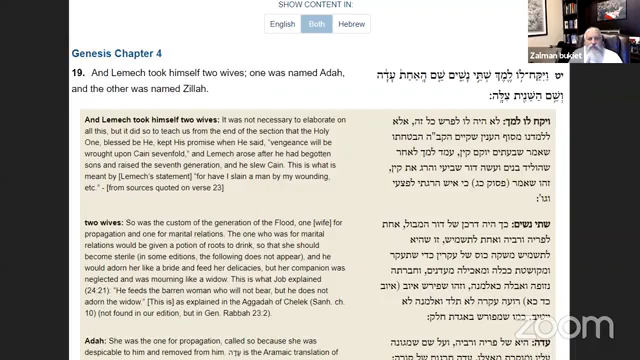 SHOW CONTENT IN:
English Both Hebrew
Zalman bukiet
Genesis Chapter 4
19. And Lemech took himself two wives; one was named Adah,
and the other was named Zillah.
יט וַיִּקַּח־ל֥וֹ לֶ֖מֶךְ שְׁתֵּ֣י נָשִׁ֑ים שֵׁ֤ם הָֽאַחַת֙ עָדָ֔ה
וְשֵׁ֥ם הַשֵּׁנִ֖ית צִלָּֽה:
And Lemech took himself two wives: It was not necessary to elaborate on
all this, but it did so to teach us from the end of the section that the Holy
One, blessed be He, kept His promise when He said, “vengeance will
be wrought upon Cain sevenfold,” and Lemech arose after he had begotten
sons and raised the seventh generation, and he slew Cain. This is what is
meant by [Lemech’s statement] “for I have slain a man by my wounding,
etc.” - [from sources quoted on verse 23]
ויקח לו למך: לא היה לו לפרש כל זה, אלא
ללמדנו מסוף הענין שקיים הקב"ה הבטחתו
שאמר שבעתים יוקם קין, עמד למך לאחר
שהוליד בנים ועשה דור שביעי והרג את קין,
זהו שאמר (פסוק כג) כי איש הרגתי לפצעי
וגו':
two wives: So was the custom of the generation of the Flood, one [wife] for
propagation and one for marital relations. The one who was for marital
relations would be given a potion of roots to drink, so that she should
become sterile (in some editions, the following does not appear), and
he would adorn her like a bride and feed her delicacies, but her companion was
neglected and was mourning like a widow. This is what Job explained
(24:21): “He feeds the barren woman who will not bear, but he does not
adorn the widow.” [This is] as explained in the Aggadah of Chelek (Sanh. ch.
10) (not found in our edition, but in Gen. Rabbah 23:2).
שתי נשים: כך היה דרכן של דור המבול, אחת
לפריה ורביה ואחת לתשמיש, זו שהיא
לתשמיש משקה כוס של עקרין כדי שתעקר
ומקושטת ככלה ומאכילה מעדנים, וחברתה
נזופה ואבלה כאלמנה, וזהו שפירש איוב (איוב
כד כא) רועה עקרה לא תלד ואלמנה לא
ייטיב, כמו שמפורש באגדת חלק:
Adah: She was the one for propagation, called so because she was
despicable to him and removed from him. עָדָה is the Aramaic translation of
עדה: היא של פריה ורביה, ועל שם שמגונה
עליו ומוסרת מאצלו, עדה תרגום של סורה:
zoom